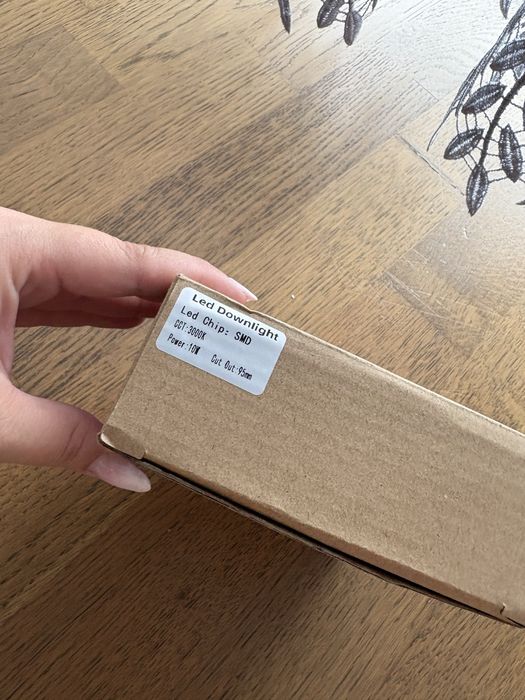 Led Downlight
Led Chip: SMD
CCT:3000K
Power:10W Cut Out:95mm